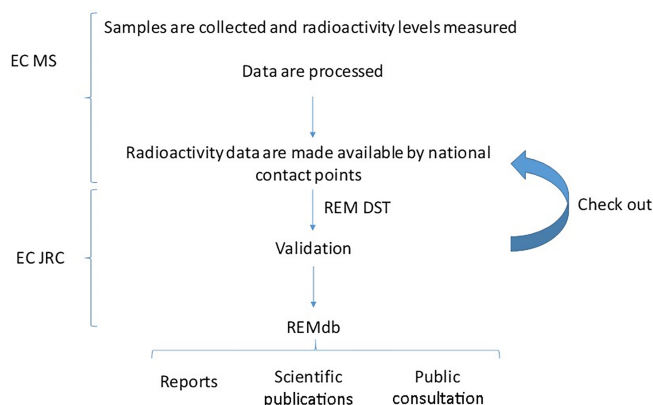 Samples are collected and radioactivity levels measured
EC MS
Data are processed
Radioactivity data are made available by national
contact points
REM DST
Check out
Validation
EC JRC
REMdb
Reports
Scientific
publications
Public
consultation